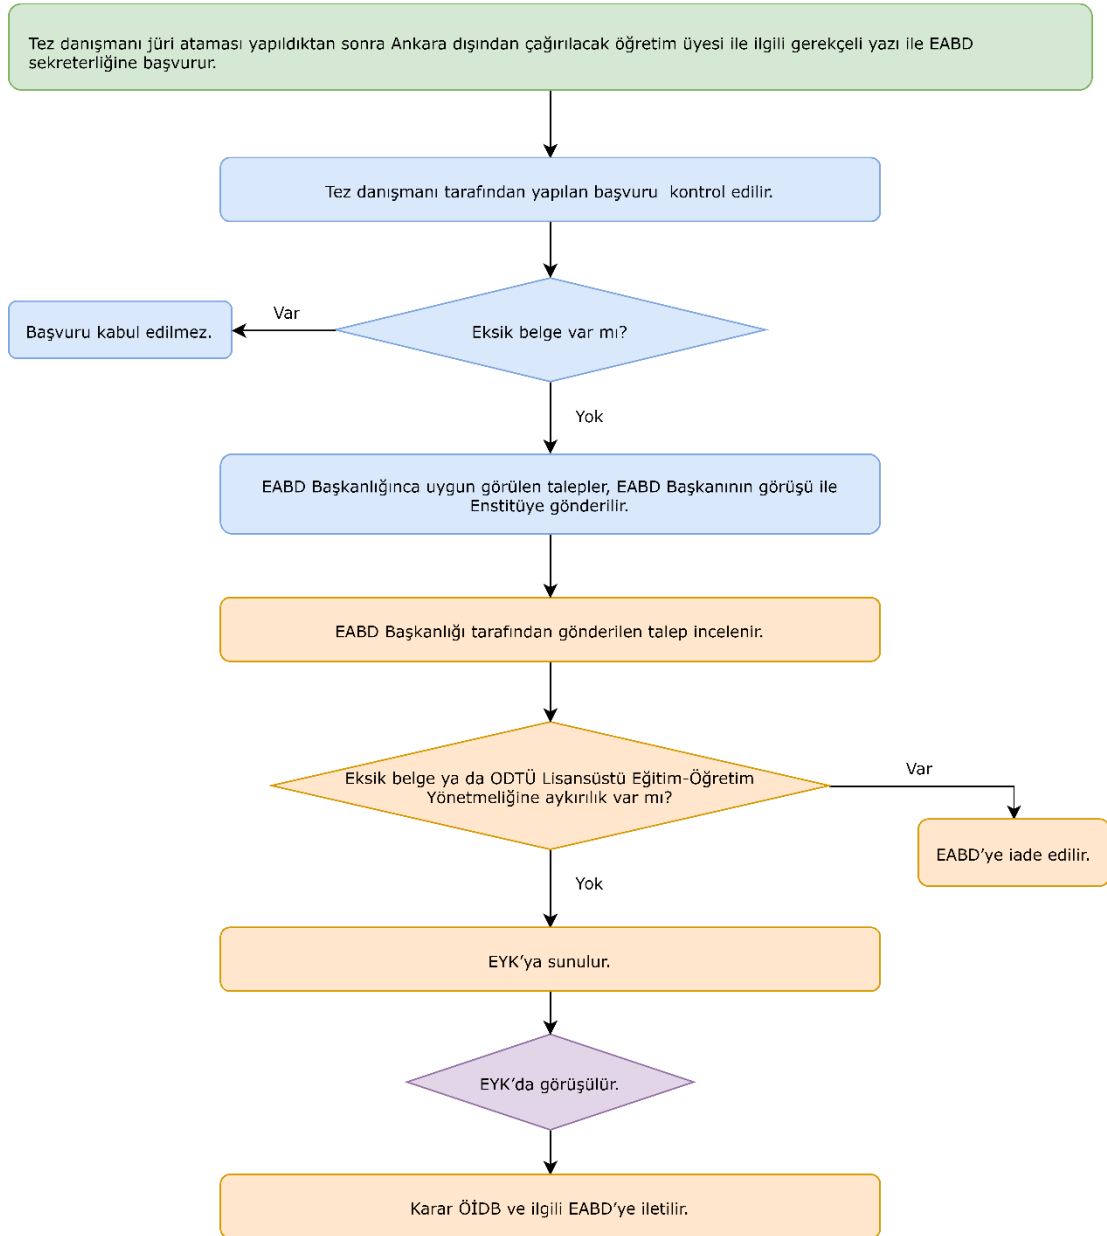 Tez danışmanı jüri ataması yapıldıktan sonra Ankara dışından çağırılacak öğretim üyesi ile ilgili gerekçeli yazı ile EABD
sekreterliğine başvurur.
Tez danışmanı tarafından yapılan başvuru kontrol edilir.
Eksik belge var mı?
Var
Başvuru kabul edilmez.
Yok
EABD Başkanlığınca uygun görülen talepler, EABD Başkanının görüşü ile
Enstitüye gönderilir.
EABD Başkanlığı tarafından gönderilen talep incelenir.
Eksik belge ya da ODTÜ Lisansüstü Eğitim-Öğretim
Yönetmeliğine aykırılık var mı?
Var
EABD’ye iade edilir.
Yok
EYK’ya sunulur.
EYK’da görüşülür.
Karar ÖİDB ve ilgili EABD’ye iletilir.